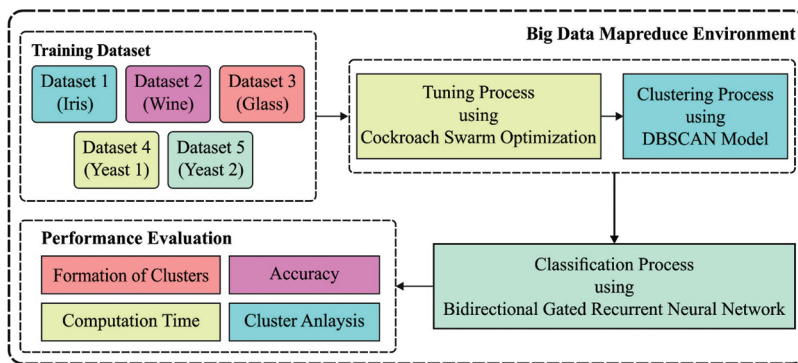 Big Data Mapreduce Environment
Training Dataset
Dataset 1
(Iris)
Dataset 2
(Wine)
Dataset 3
(Glass)
Dataset 4
(Yeast 1)
Dataset 5
(Yeast 2)
Tuning Process
using
Cockroach Swarm Optimization
Clustering Process
using
DBSCAN Model
Classification Process
using
Bidirectional Gated Recurrent Neural Network
Performance Evaluation
Formation of Clusters
Accuracy
Computation Time
Cluster Anlaysis